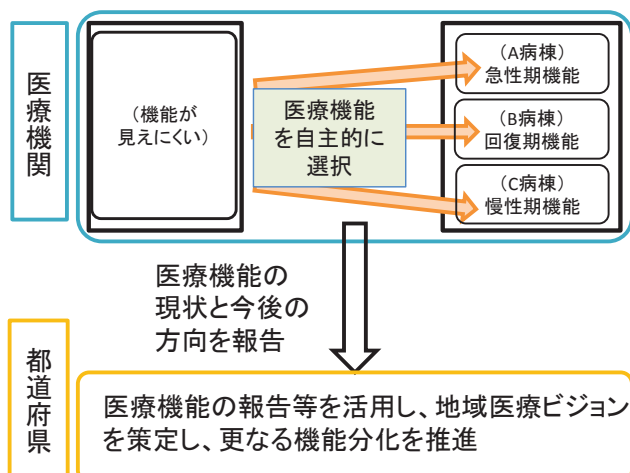 医療機関
（機能が
見えにくい）
医療機能
を自主的に
選択
（A病棟）
急性期機能
（B病棟）
回復期機能
（C病棟）
慢性期機能
医療機能の
現状と今後の
方向を報告
都道府県
医療機能の報告等を活用し、地域医療ビジョン
を策定し、更なる機能分化を推進